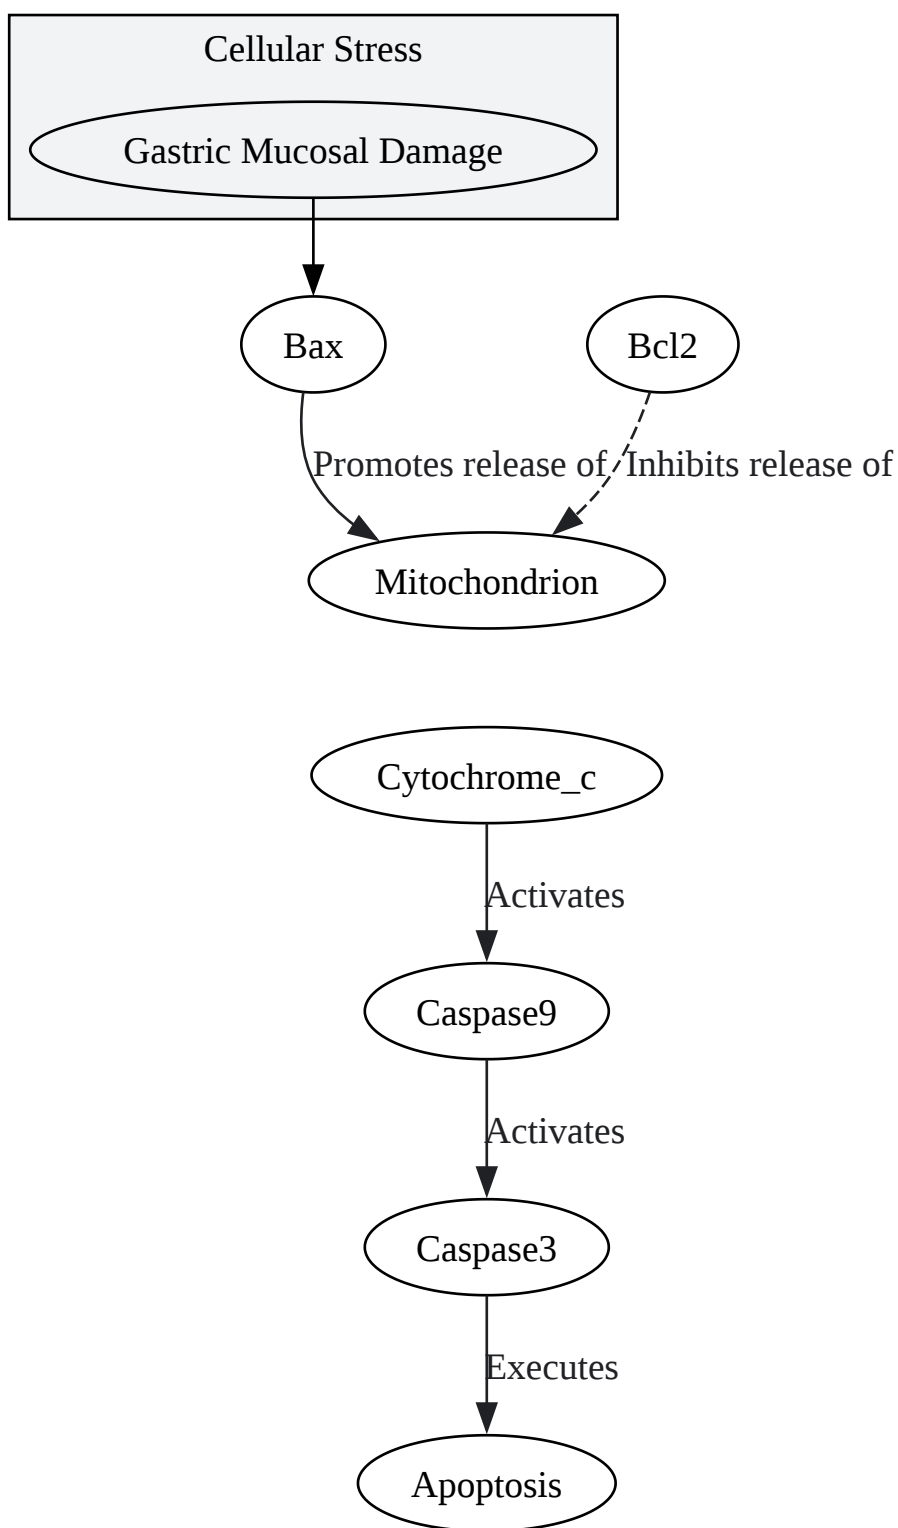 Cellular Stress
Gastric Mucosal Damage
Bax
Bcl2
Promotes release of
Inhibits release of
Mitochondrion
Cytochrome_c
Activates
Caspase9
Activates
Caspase3
Executes
Apoptosis